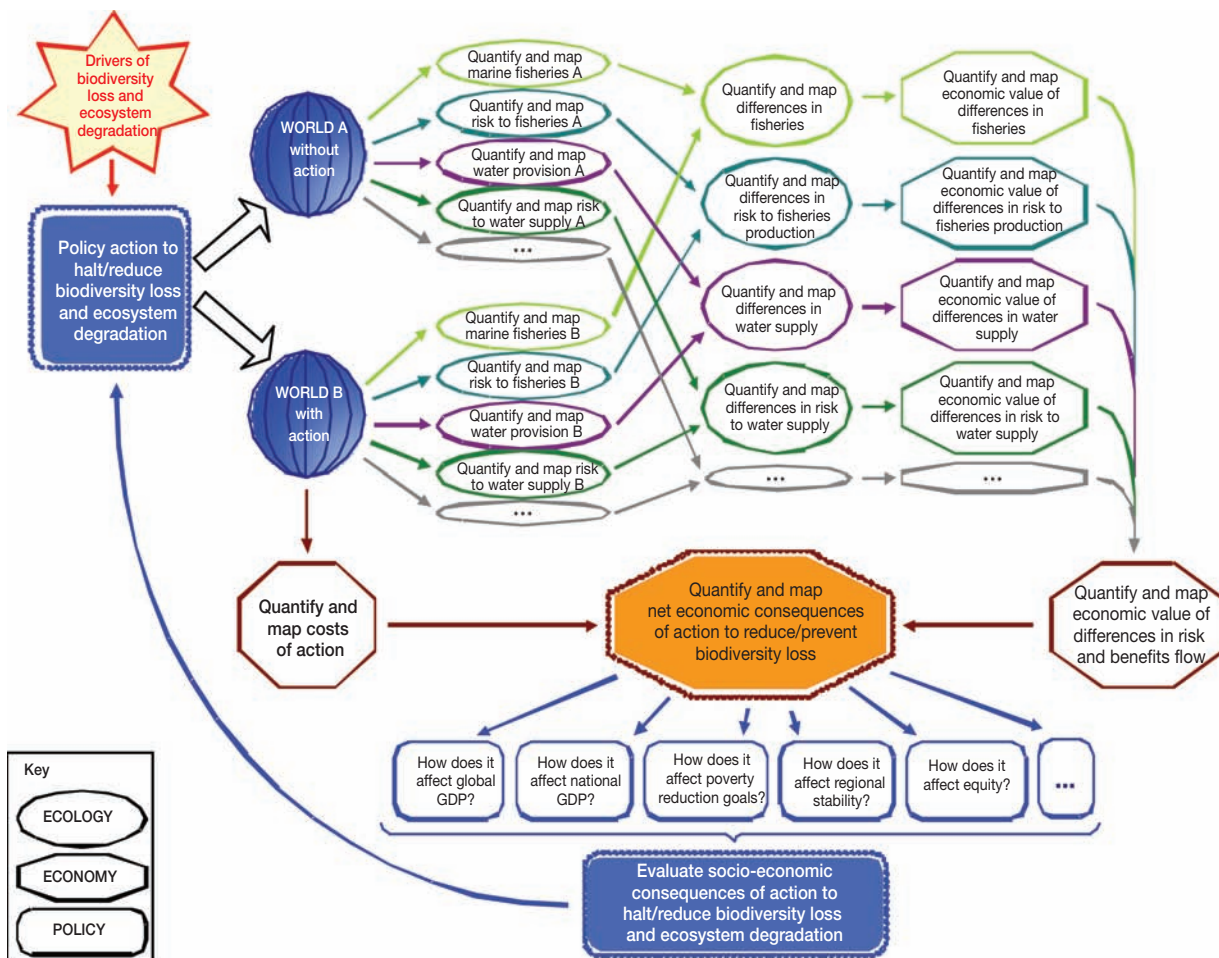 Drivers of
biodiversity
loss and
ecosystem
degradation
Policy action to
halt/reduce
biodiversity loss
and ecosystem
degradation
WORLD A
without
action
WORLD B
with
action
Quantify and map
marine fisheries A
Quantify and map
risk to fisheries A
Quantify and map
water provision A
Quantify and map risk
to water supply A
...
Quantify and map
marine fisheries B
Quantify and map
risk to fisheries B
Quantify and map
water provision B
Quantify and map risk
to water supply B
...
Quantify and map
differences in
fisheries
Quantify and map
differences in
risk to fisheries
production
Quantify and map
differences in
water supply
Quantify and map
differences in risk
to water supply
...
Quantify and map
economic value of
differences in
fisheries
Quantify and map
economic value of
differences in risk to
fisheries production
Quantify and map
economic value of
differences in water
supply
Quantify and map
economic value of
differences in risk to
water supply
...
Quantify and
map costs
of action
Quantify and map
net economic consequences
of action to reduce/prevent
biodiversity loss
Quantify and map
economic value of
differences in risk
and benefits flow
How does it
affect global
GDP?
How does it
affect national
GDP?
How does it
affect poverty
reduction goals?
How does it
affect regional
stability?
How does it
affect equity?
...
Evaluate socio-economic
consequences of action to
halt/reduce biodiversity loss
and ecosystem degradation
Key
ECOLOGY
ECONOMY
POLICY